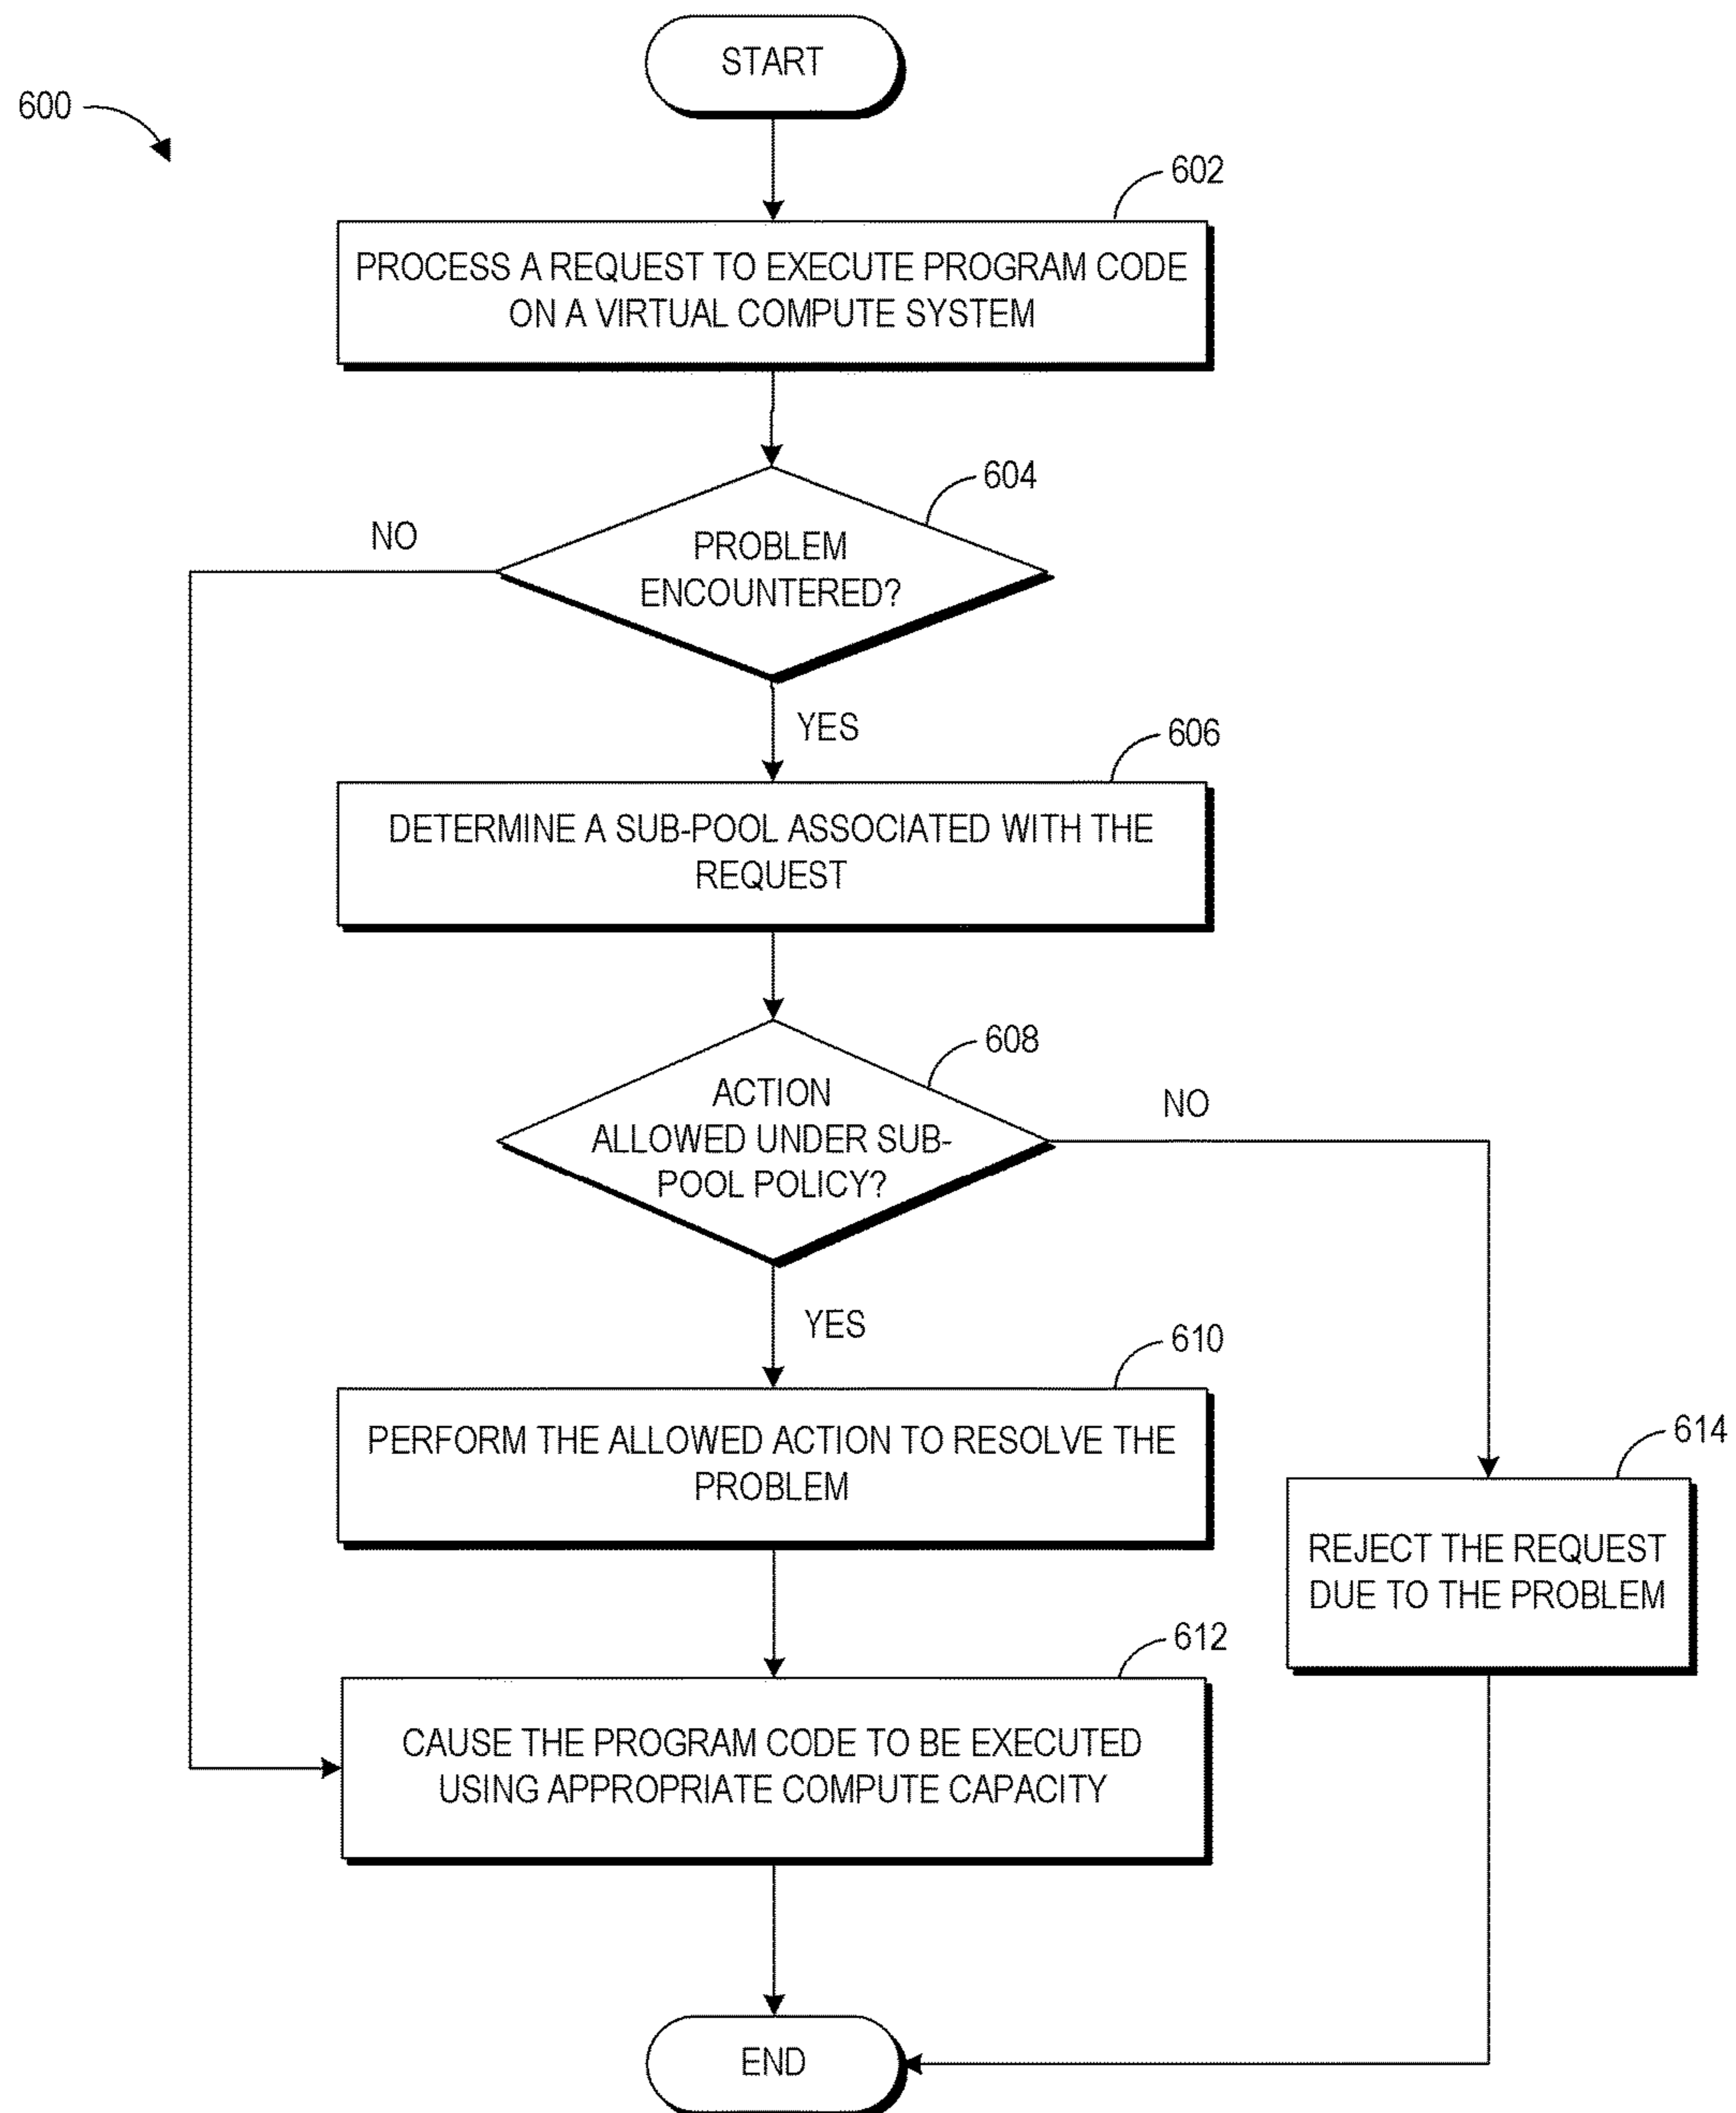 START
600
602
PROCESS A REQUEST TO EXECUTE PROGRAM CODE
ON A VIRTUAL COMPUTE SYSTEM
604
NO
PROBLEM
ENCOUNTERED?
YES
606
DETERMINE A SUB-POOL ASSOCIATED WITH THE
REQUEST
608
ACTION
ALLOWED UNDER SUB-
POOL POLICY?
NO
YES
610
PERFORM THE ALLOWED ACTION TO RESOLVE THE
PROBLEM
614
REJECT THE REQUEST
DUE TO THE PROBLEM
612
CAUSE THE PROGRAM CODE TO BE EXECUTED
USING APPROPRIATE COMPUTE CAPACITY
END